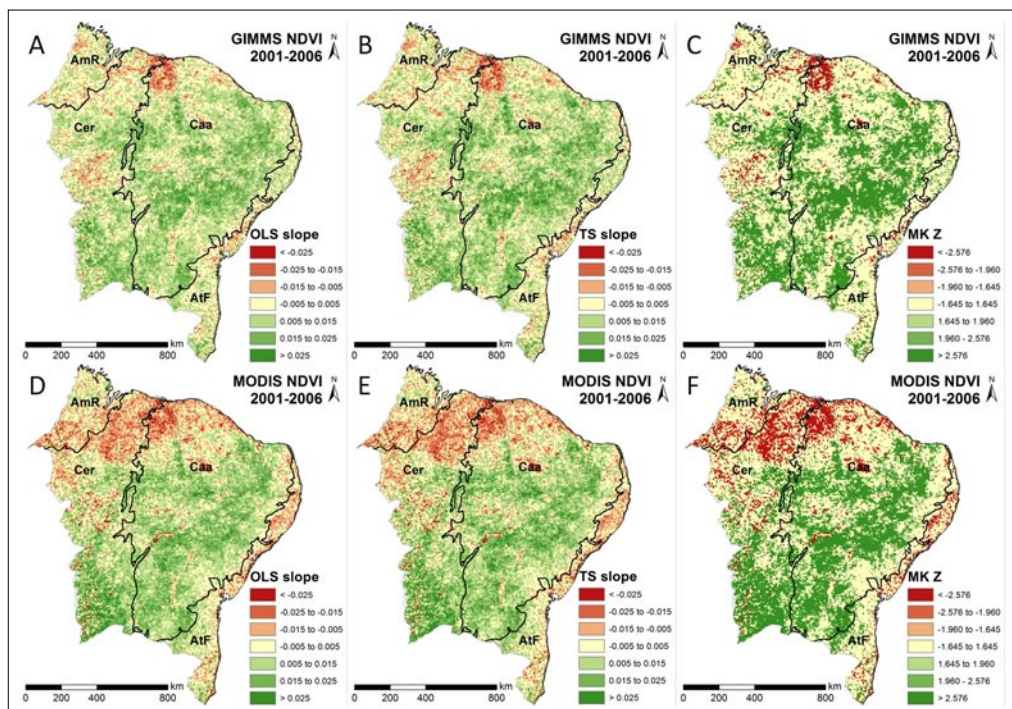 A
GIMMS NDVI
2001-2006
N
AmR
Cer
Caa
AtF
OLS slope
< -0.025
-0.025 to -0.015
-0.015 to -0.005
-0.005 to 0.005
0.005 to 0.015
0.015 to 0.025
> 0.025
km
0 200 400 800
B
GIMMS NDVI
2001-2006
N
AmR
Cer
Caa
AtF
TS slope
< -0.025
-0.025 to -0.015
-0.015 to -0.005
-0.005 to 0.005
0.005 to 0.015
0.015 to 0.025
> 0.025
km
0 200 400 800
C
GIMMS NDVI
2001-2006
N
AmR
Cer
Caa
AtF
MK Z
< -2.576
-2.576 to -1.960
-1.960 to -1.645
-1.645 to 1.645
1.645 to 1.960
1.960 - 2.576
> 2.576
km
0 200 400 800
D
MODIS NDVI
2001-2006
N
AmR
Cer
Caa
AtF
OLS slope
< -0.025
-0.025 to -0.015
-0.015 to -0.005
-0.005 to 0.005
0.005 to 0.015
0.015 to 0.025
> 0.025
km
0 200 400 800
E
MODIS NDVI
2001-2006
N
AmR
Cer
Caa
AtF
TS slope
< -0.025
-0.025 to -0.015
-0.015 to -0.005
-0.005 to 0.005
0.005 to 0.015
0.015 to 0.025
> 0.025
km
0 200 400 800
F
MODIS NDVI
2001-2006
N
AmR
Cer
Caa
AtF
MK Z
< -2.576
-2.576 to -1.960
-1.960 to -1.645
-1.645 to 1.645
1.645 to 1.960
1.960 - 2.576
> 2.576
km
0 200 400 800